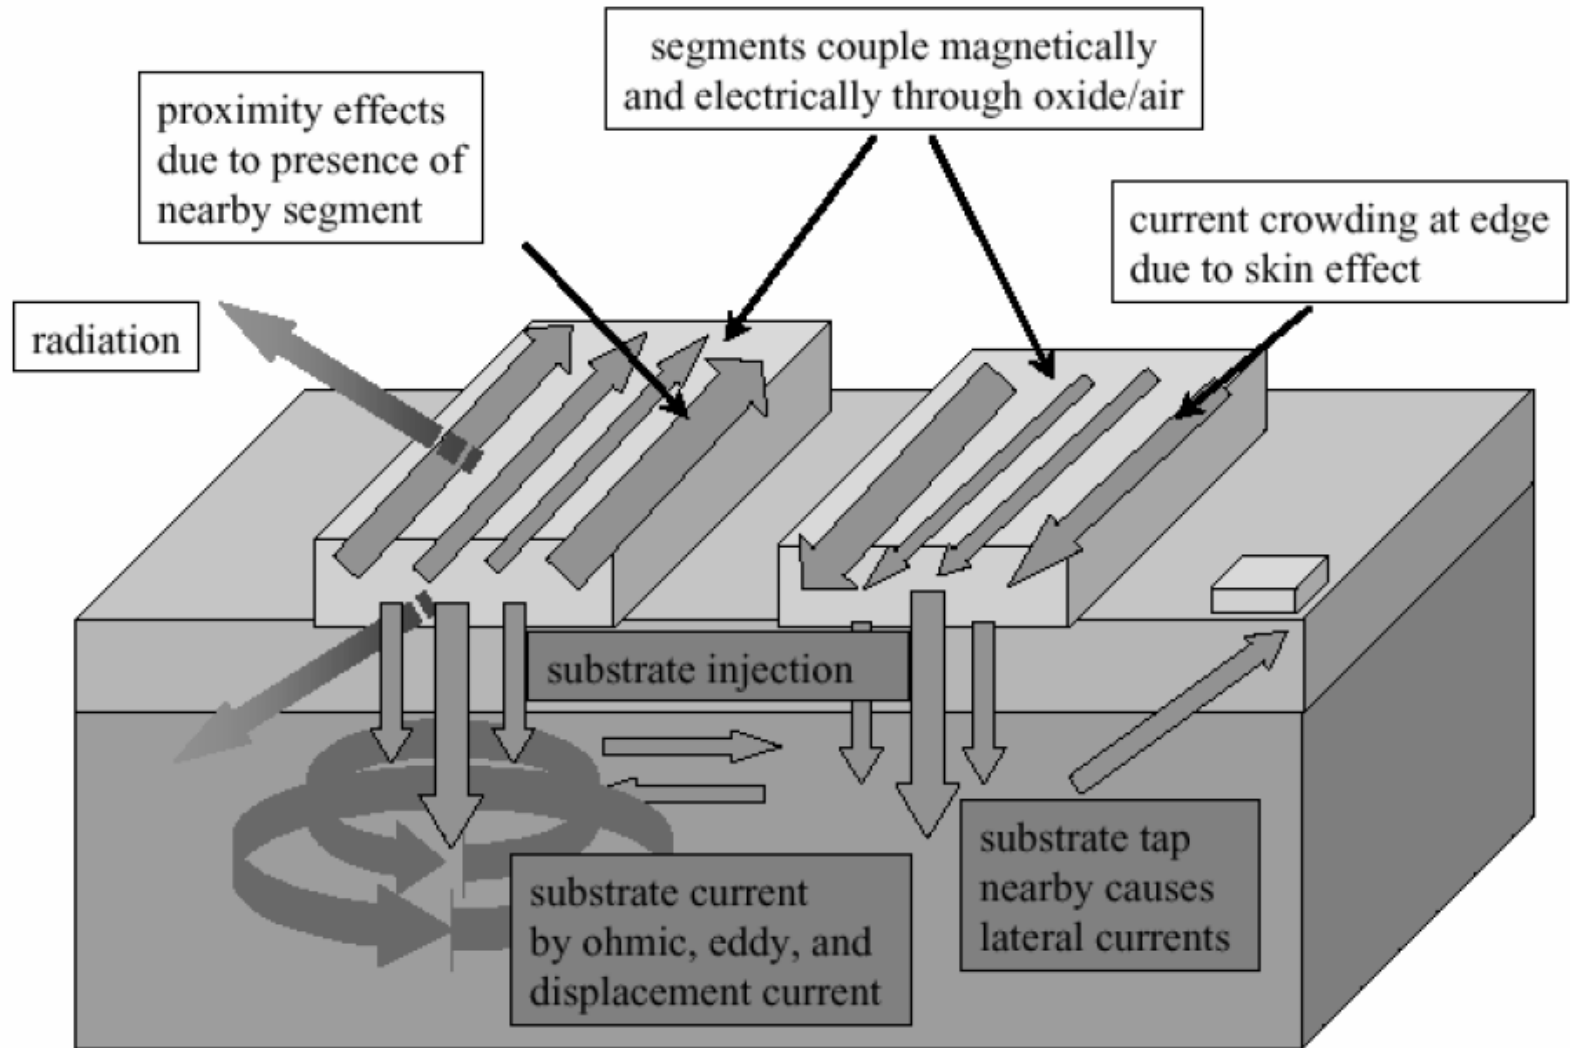 segments couple magnetically
and electrically through oxide/air
proximity effects
due to presence of
nearby segment
current crowding at edge
due to skin effect
radiation
substrate injection
substrate current
by ohmic, eddy, and
displacement current
substrate tap
nearby causes
lateral currents